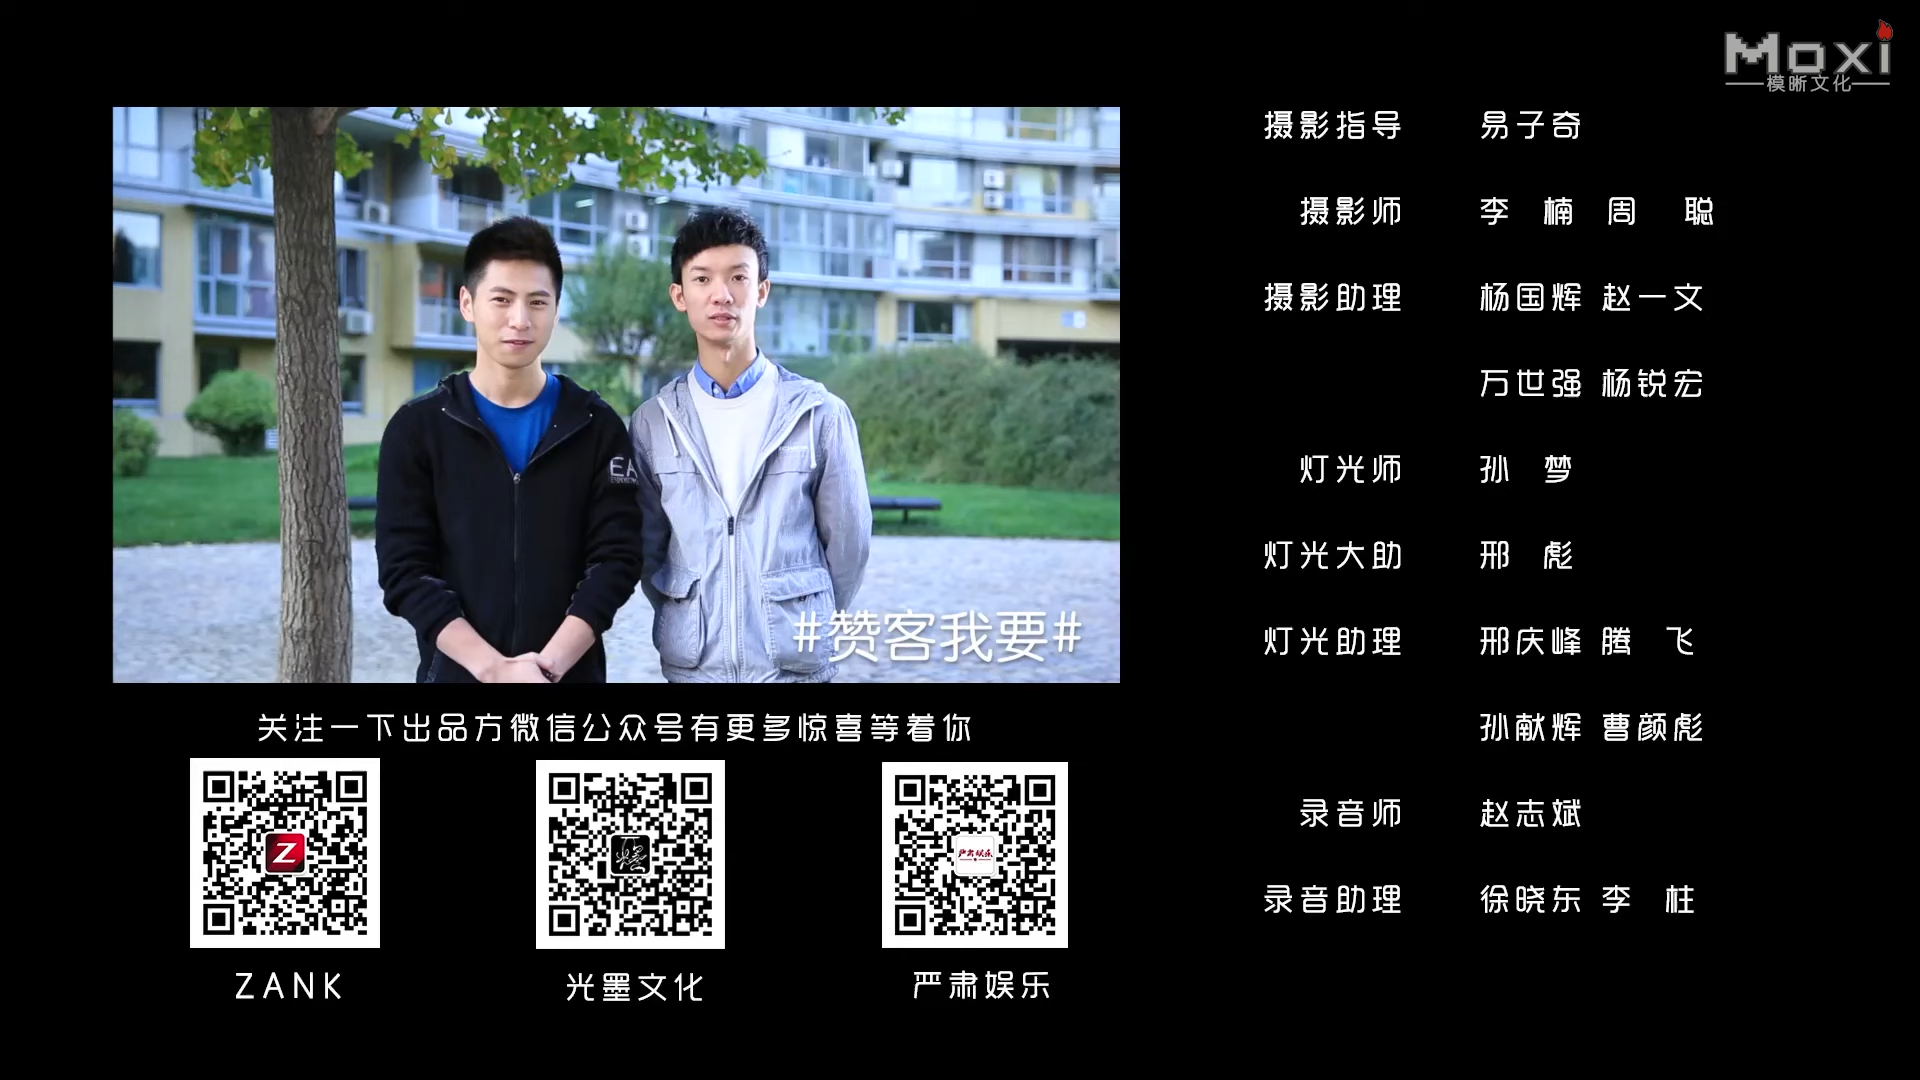 Moxi
模晰文化
EA
#赞客我要#
关注一下出品方微信公众号有更多惊喜等着你
ZANK
光墨文化
严肃娱乐
摄影指导 易子奇
摄影师 李 楠 周 聪
摄影助理 杨国辉 赵一文
万世强 杨锐宏
灯光师 孙 梦
灯光大助 邢 彪
灯光助理 邢庆峰 腾 飞
孙献辉 曹颜彪
录音师 赵志斌
录音助理 徐晓东 李 柱